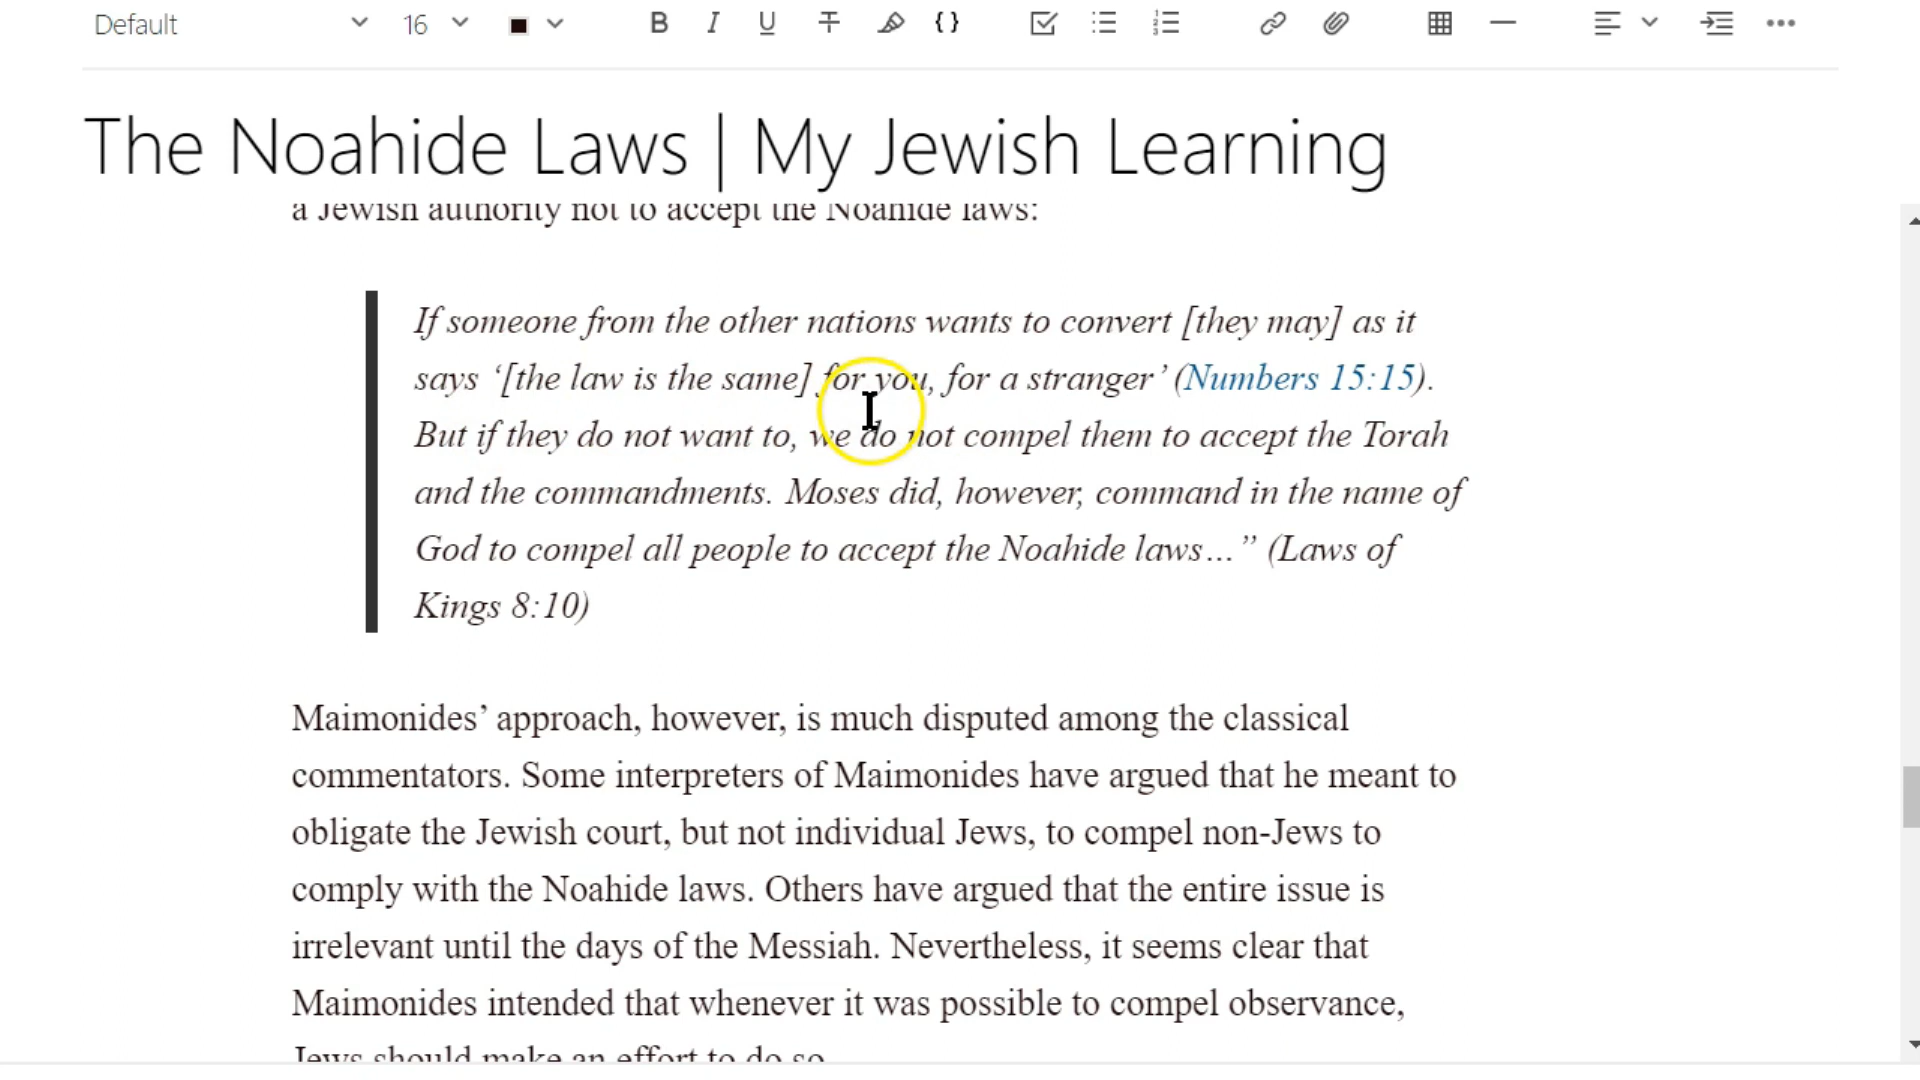 Default 16 B I U T {}
The Noahide Laws | My Jewish Learning
a Jewish authority not to accept the Noahide laws:
If someone from the other nations wants to convert [they may] as it
says ‘[the law is the same] for you, for a stranger’ (Numbers 15:15).
But if they do not want to, we do not compel them to accept the Torah
and the commandments. Moses did, however, command in the name of
God to compel all people to accept the Noahide laws…” (Laws of
Kings 8:10)
Maimonides’ approach, however, is much disputed among the classical
commentators. Some interpreters of Maimonides have argued that he meant to
obligate the Jewish court, but not individual Jews, to compel non-Jews to
comply with the Noahide laws. Others have argued that the entire issue is
irrelevant until the days of the Messiah. Nevertheless, it seems clear that
Maimonides intended that whenever it was possible to compel observance,
Jews should make an effort to do so